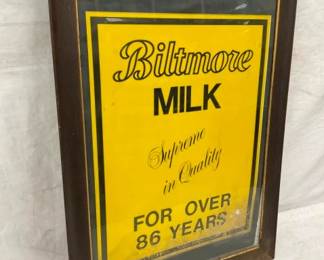 Biltmore
MILK
Supreme
in Quality
FOR OVER
86 YEARS